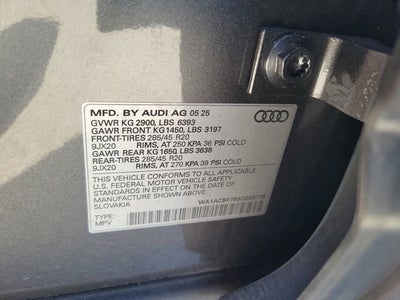 MFD. BY AUDI AG 05 25
GVWR KG 2900, LBS 6393
GAWR FRONT KG1450, LBS 3197
FRONT-TIRES 285/45 R20
9JX20 RIMS, AT 250 KPA 36 PSI COLD
GAWR REAR KG 1650, LBS 3638
REAR-TIRES 285/45 R20
9JX20 RIMS, AT 270 KPA 39 PSI COLD
THIS VEHICLE CONFORMS TO ALL APPLICABLE
U.S. FEDERAL MOTOR VEHICLE SAFETY
STANDARDS IN EFFECT ON THE DATE OF
MANUFACTURE SHOWN ABOVE.
SLOVAKIA
TYPE:
MPV